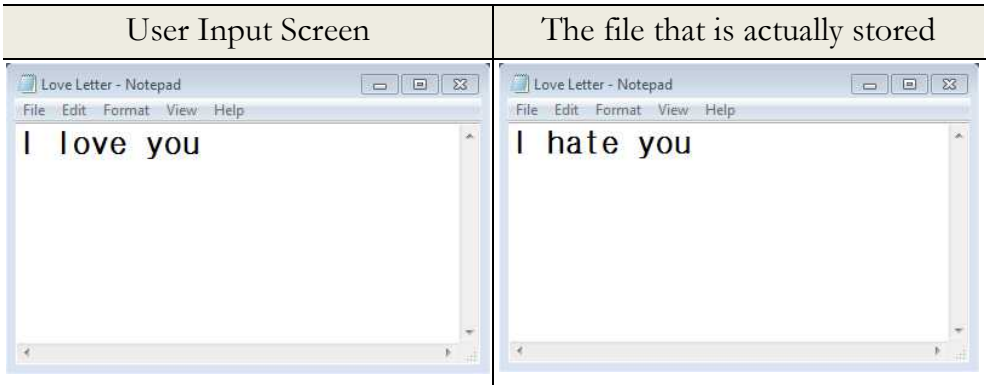 User Input Screen
The file that is actually stored
Love Letter - Notepad
File Edit Format View Help
I love you
Love Letter - Notepad
File Edit Format View Help
I hate you